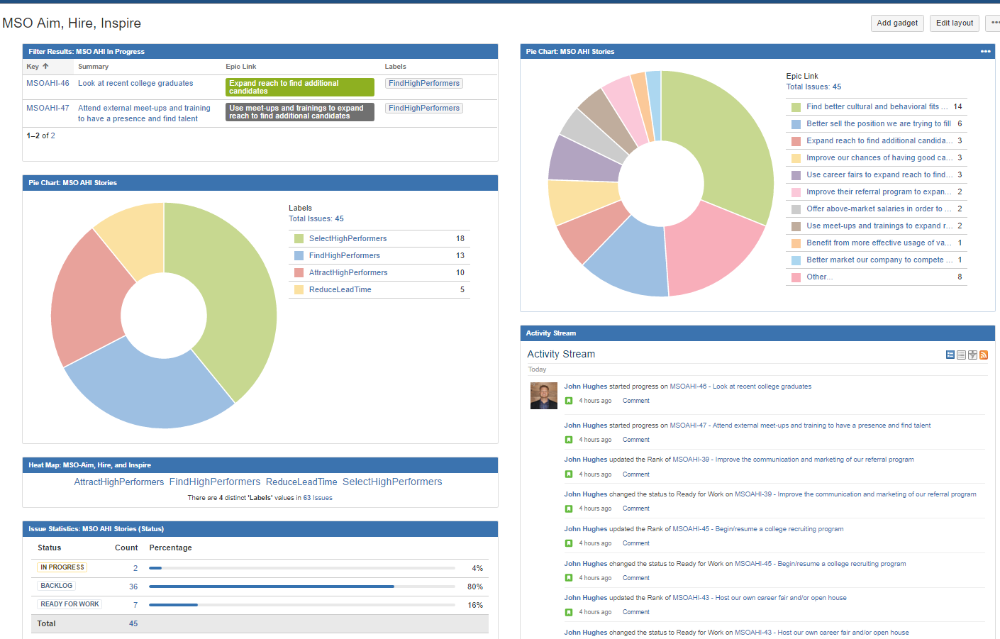 MSO Aim, Hire, Inspire
Add gadget
Edit layout
Filter Results: MSO AHI In Progress
Key
Summary
Epic Link
Labels
MSOAHI-46
Look at recent college graduates
Expand reach to find additional
candidates
FindHighPerformers
MSOAHI-47
Attend external meet-ups and training
to have a presence and find talent
Use meet-ups and trainings to expand
reach to find additional candidates
FindHighPerformers
1–2 of 2
Pie Chart: MSO AHI Stories
Labels
Total Issues: 45
SelectHighPerformers 18
FindHighPerformers 13
AttractHighPerformers 10
ReduceLeadTime 5
Heat Map: MSO-Aim, Hire, and Inspire
AttractHighPerformers FindHighPerformers ReduceLeadTime SelectHighPerformers
There are 4 distinct 'Labels' values in 63 Issues
Issue Statistics: MSO AHI Stories (Status)
Status Count Percentage
IN PROGRESS 2 4%
BACKLOG 36 80%
READY FOR WORK 7 16%
Total 45
Pie Chart: MSO AHI Stories
Epic Link
Total Issues: 45
Find better cultural and behavioral fits ... 14
Better sell the position we are trying to fill 6
Expand reach to find additional candida... 3
Improve our chances of having good ca... 3
Use career fairs to expand reach to find... 3
Improve their referral program to expan... 2
Offer above-market salaries in order to ... 2
Use meet-ups and trainings to expand r... 2
Benefit from more effective usage of va... 1
Better market our company to compete ... 1
Other... 8
Activity Stream
Activity Stream
Today
John Hughes started progress on MSOAHI-46 - Look at recent college graduates
4 hours ago Comment
John Hughes started progress on MSOAHI-47 - Attend external meet-ups and training to have a presence and find talent
4 hours ago Comment
John Hughes updated the Rank of MSOAHI-39 - Improve the communication and marketing of our referral program
4 hours ago Comment
John Hughes changed the status to Ready for Work on MSOAHI-39 - Improve the communication and marketing of our referral program
4 hours ago Comment
John Hughes updated the Rank of MSOAHI-45 - Begin/resume a college recruiting program
4 hours ago Comment
John Hughes changed the status to Ready for Work on MSOAHI-45 - Begin/resume a college recruiting program
4 hours ago Comment
John Hughes updated the Rank of MSOAHI-43 - Host our own career fair and/or open house
4 hours ago Comment
John Hughes changed the status to Ready for Work on MSOAHI-43 - Host our own career fair and/or open house